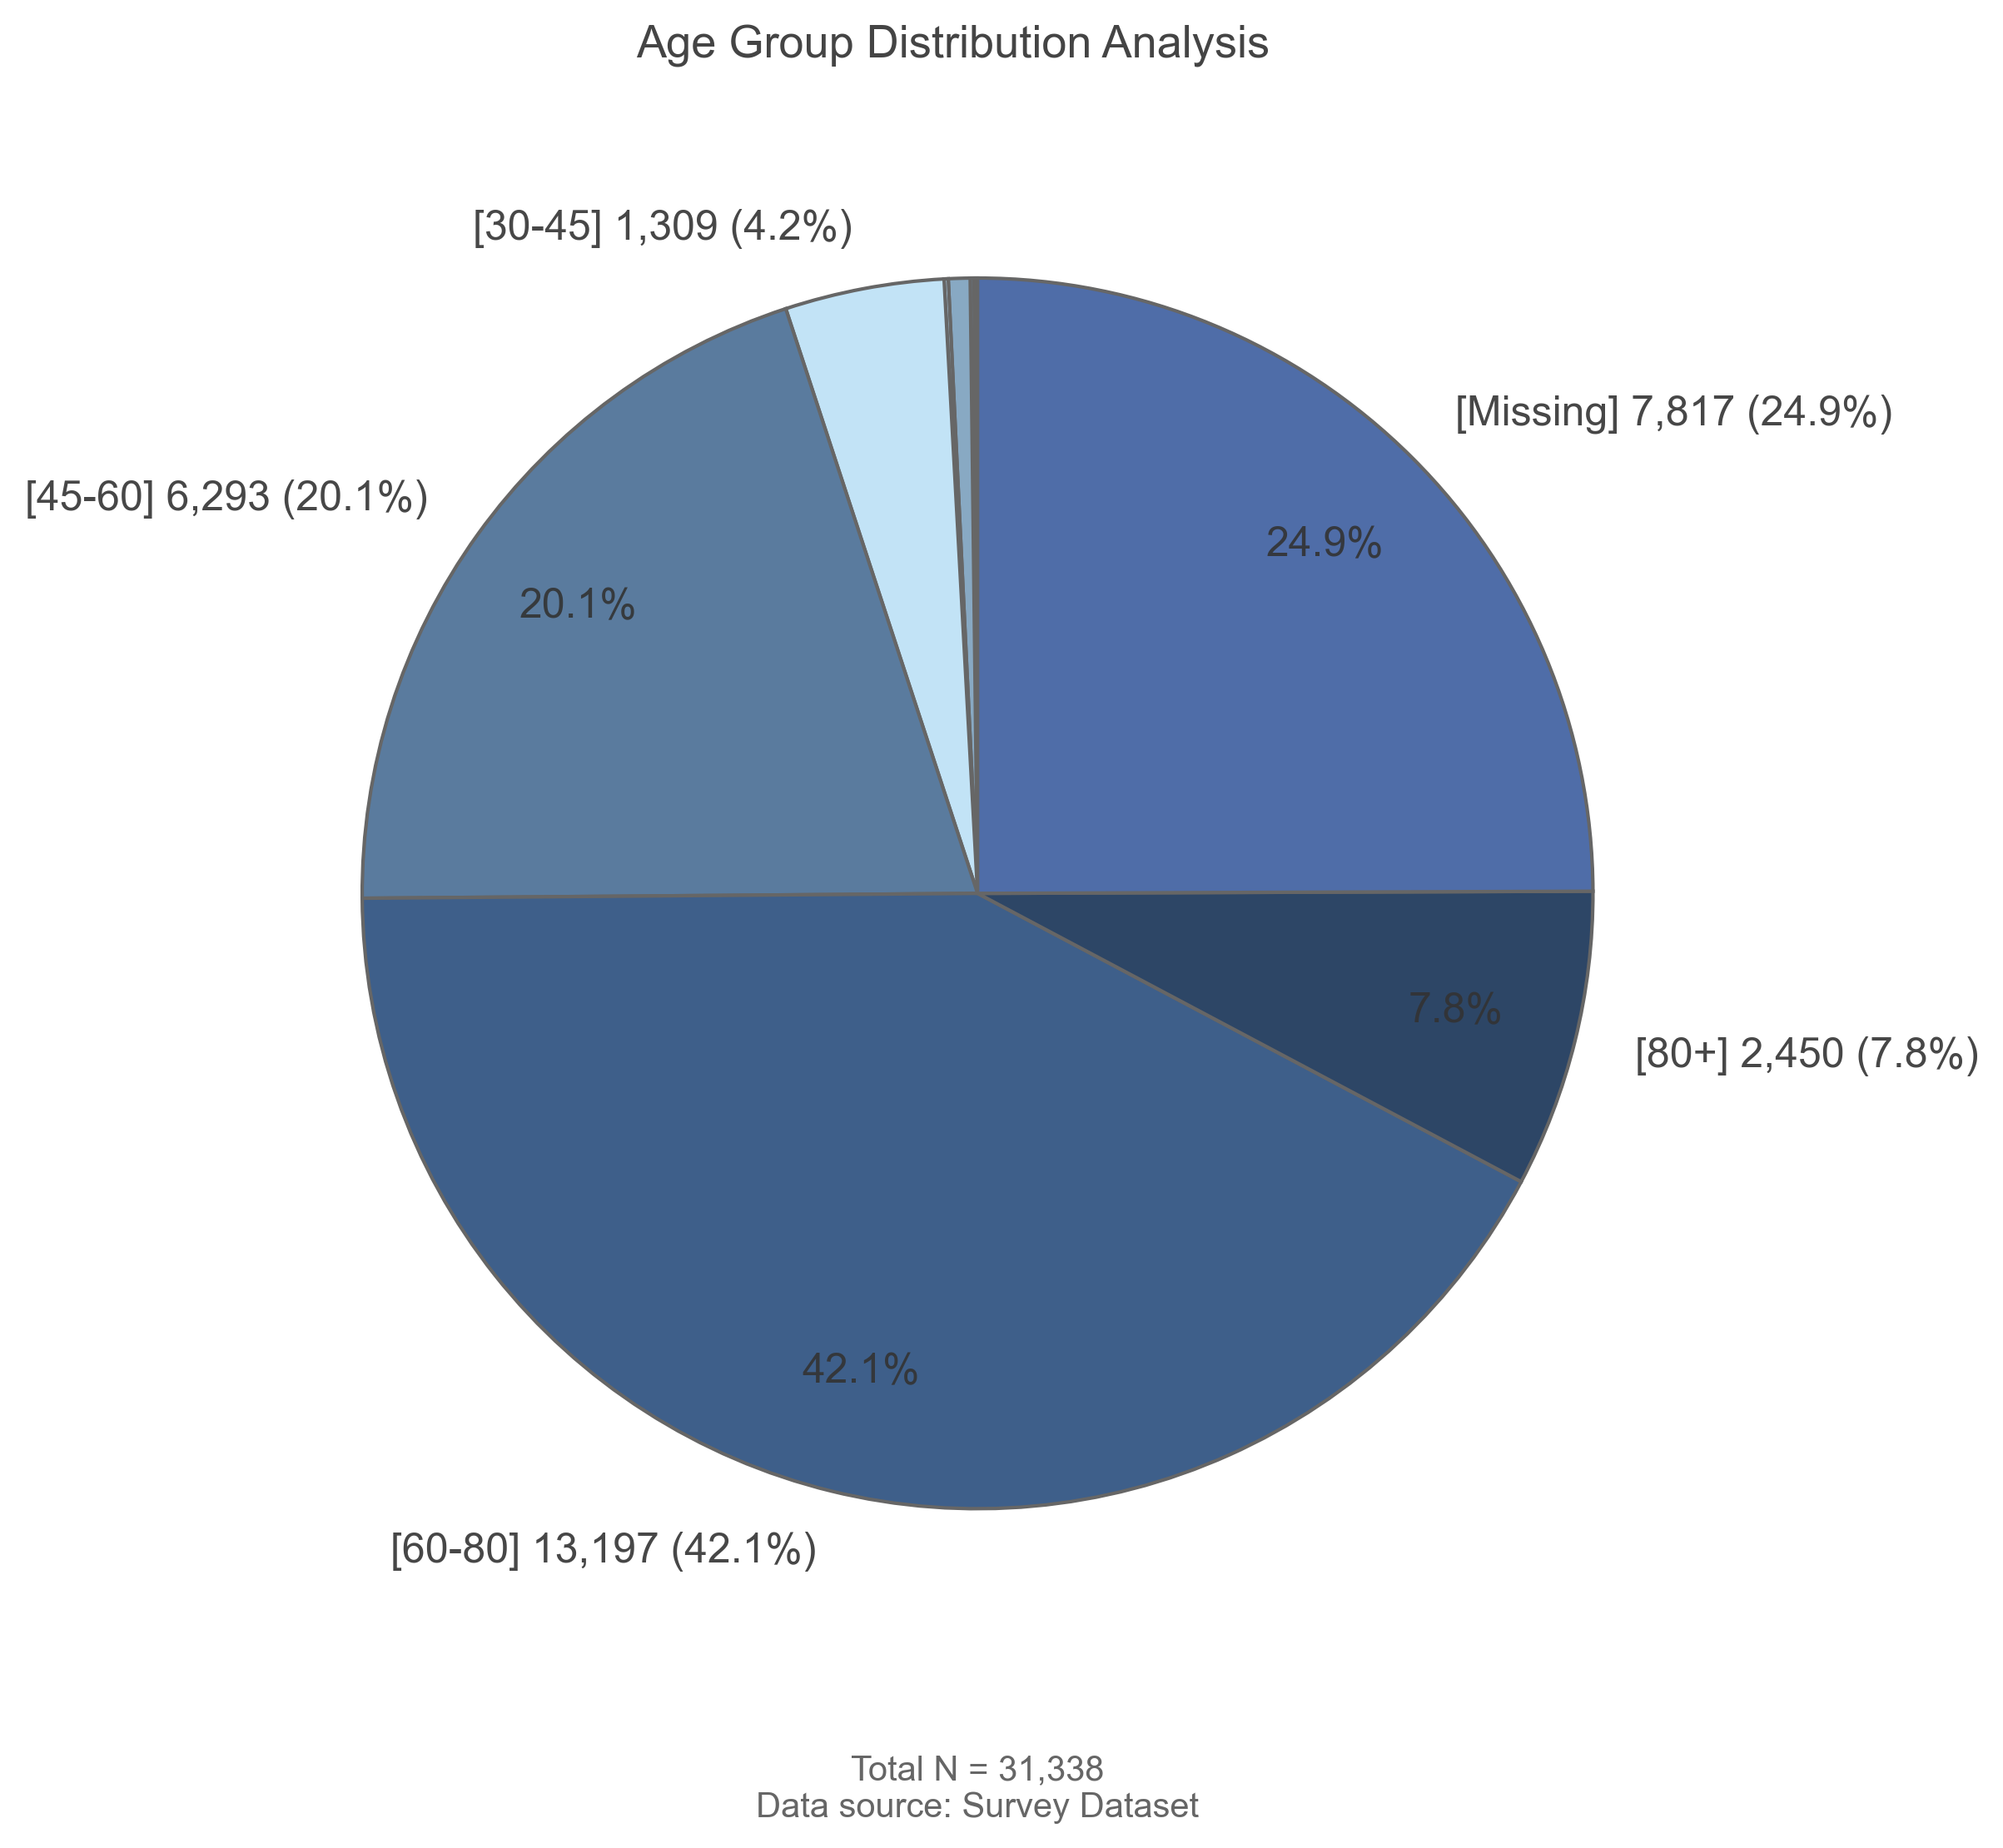 Age Group Distribution Analysis
[30-45] 1,309 (4.2%)
[Missing] 7,817 (24.9%)
[45-60] 6,293 (20.1%)
24.9%
20.1%
7.8%
[80+] 2,450 (7.8%)
42.1%
[60-80] 13,197 (42.1%)
Total N = 31,338
Data source: Survey Dataset